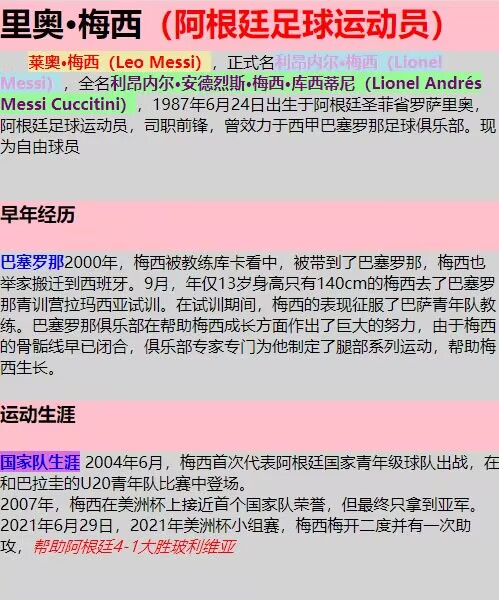 里奥•梅西（阿根廷足球运动员）
莱奥•梅西（Leo Messi），正式名利昂内尔•梅西（Lionel
Messi），全名利昂内尔•安德烈斯•梅西•库西蒂尼（Lionel Andrés
Messi Cuccitini），1987年6月24日出生于阿根廷圣菲省罗萨里奥，
阿根廷足球运动员，司职前锋，曾效力于西甲巴塞罗那足球俱乐部。现
为自由球员
早年经历
巴塞罗那2000年，梅西被教练库卡看中，被带到了巴塞罗那，梅西也
举家搬迁到西班牙。9月，年仅13岁身高只有140cm的梅西去了巴塞罗
那青训营拉玛西亚试训。在试训期间，梅西的表现征服了巴萨青年队教
练。巴塞罗那俱乐部在帮助梅西成长方面作出了巨大的努力，由于梅西
的骨骺线早已闭合，俱乐部专家专门为他制定了腿部系列运动，帮助梅
西生长。
运动生涯
国家队生涯 2004年6月，梅西首次代表阿根廷国家青年级球队出战，在
和巴拉圭的U20青年队比赛中登场。
2007年，梅西在美洲杯上接近首个国家队荣誉，但最终只拿到亚军。
2021年6月29日，2021年美洲杯小组赛，梅西梅开二度并有一次助
攻，帮助阿根廷4-1大胜玻利维亚